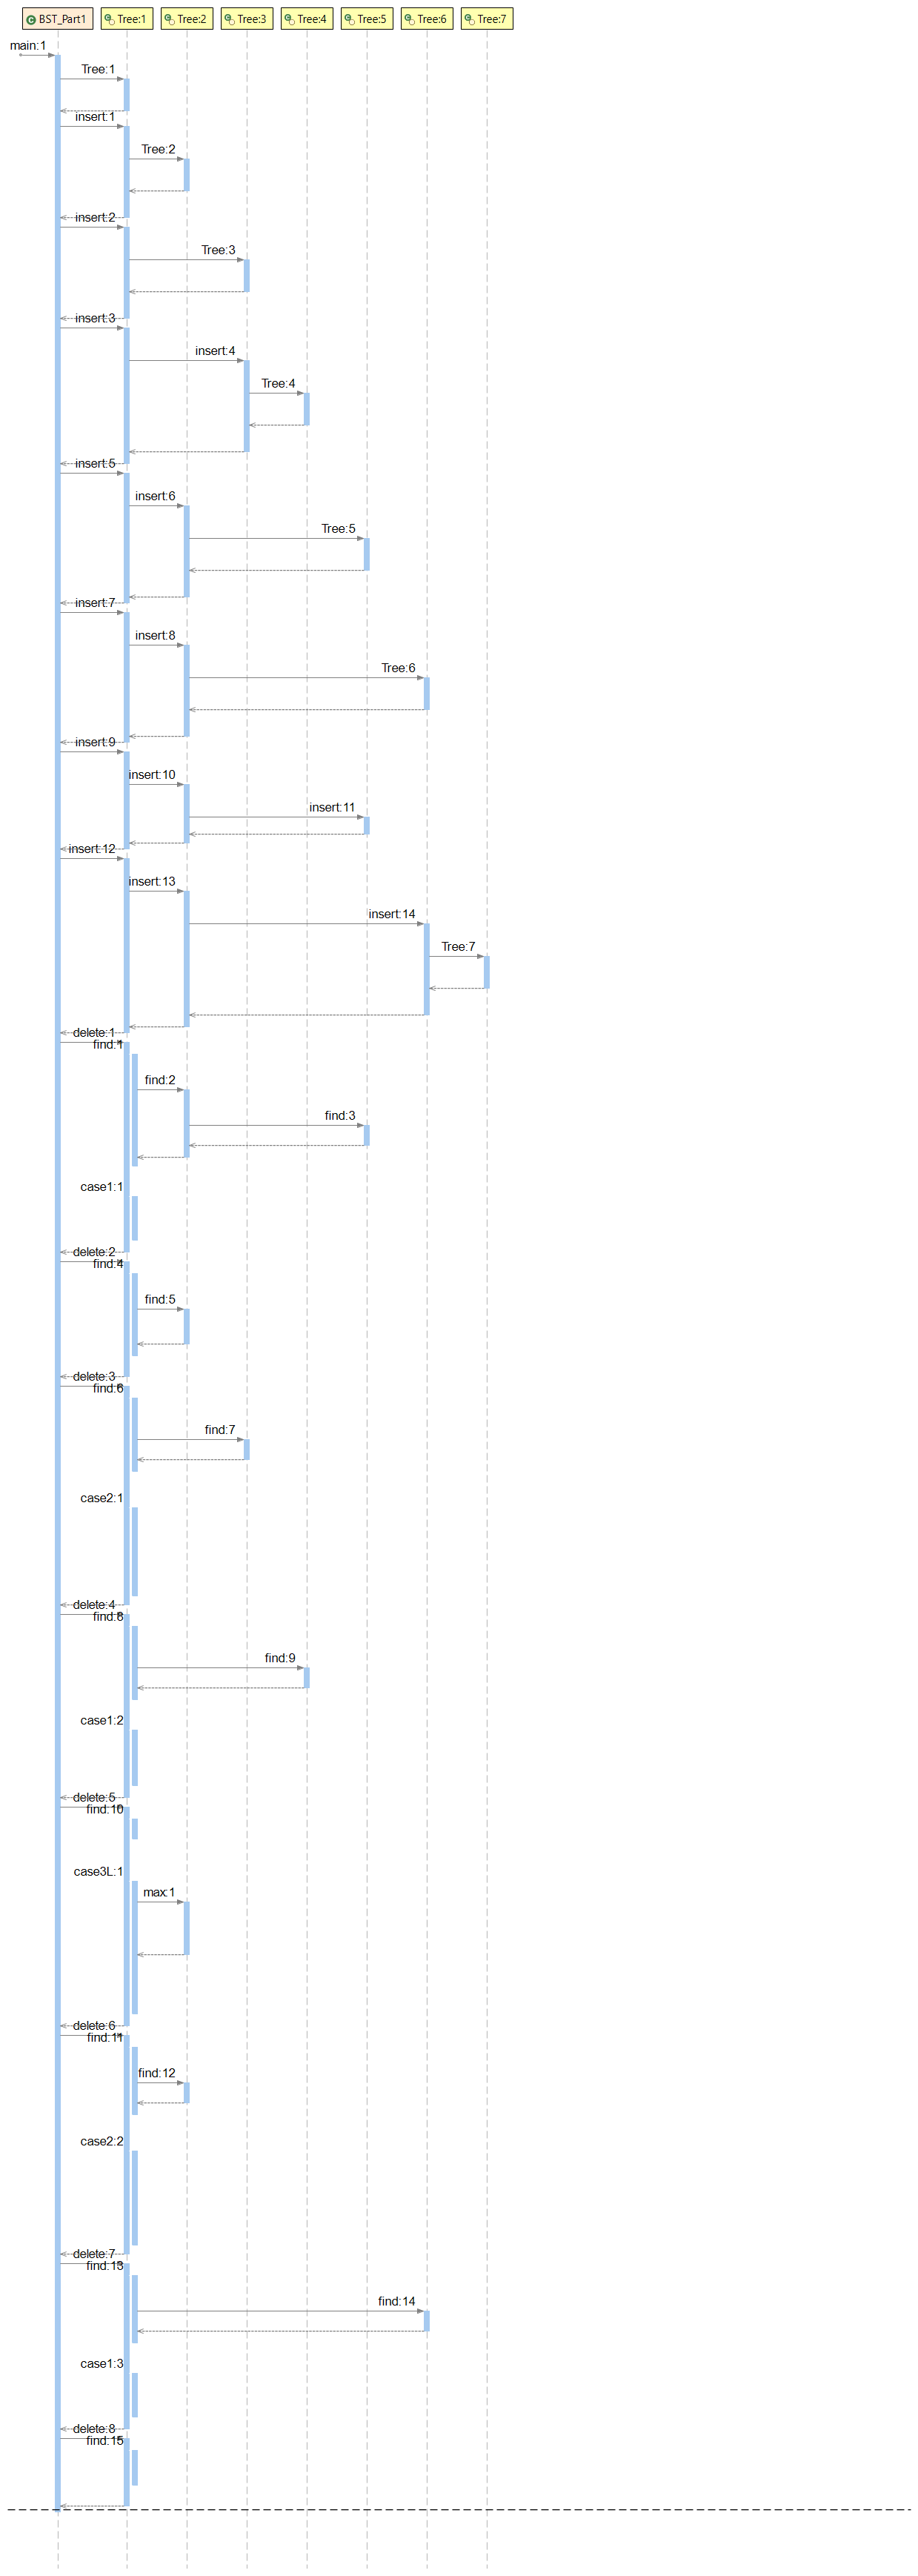 BST_Part1 Tree:1 Tree:2 Tree:3 Tree:4 Tree:5 Tree:6 Tree:7
main:1
Tree:1
insert:1
Tree:2
insert:2
Tree:3
insert:3
insert:4
Tree:4
insert:5
insert:6
Tree:5
insert:7
insert:8
Tree:6
insert:9
insert:10
insert:11
insert:12
insert:13
insert:14
Tree:7
delete:1
find:1
find:2
find:3
case1:1
delete:2
find:4
find:5
delete:3
find:6
find:7
case2:1
delete:4
find:8
find:9
case1:2
delete:5
find:10
case3L:1
max:1
delete:6
find:11
find:12
case2:2
delete:7
find:13
find:14
case1:3
delete:8
find:15